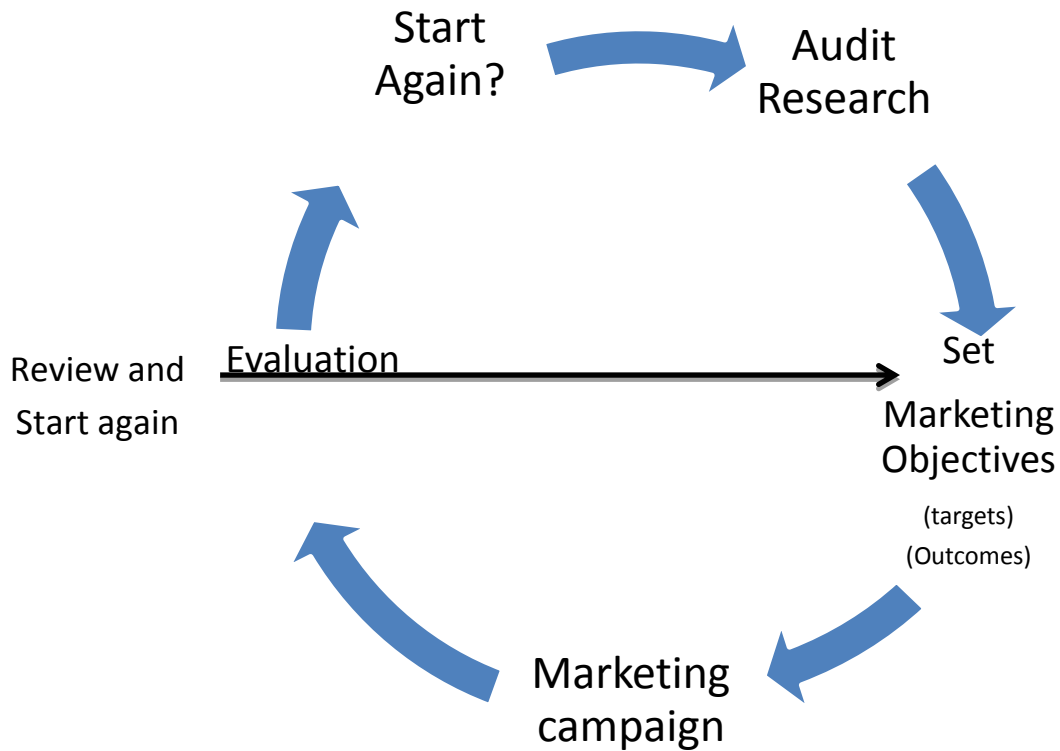 Start
Again?
Audit
Research
Set
Marketing
Objectives
(targets)
(Outcomes)
Marketing
campaign
Evaluation
Review and
Start again